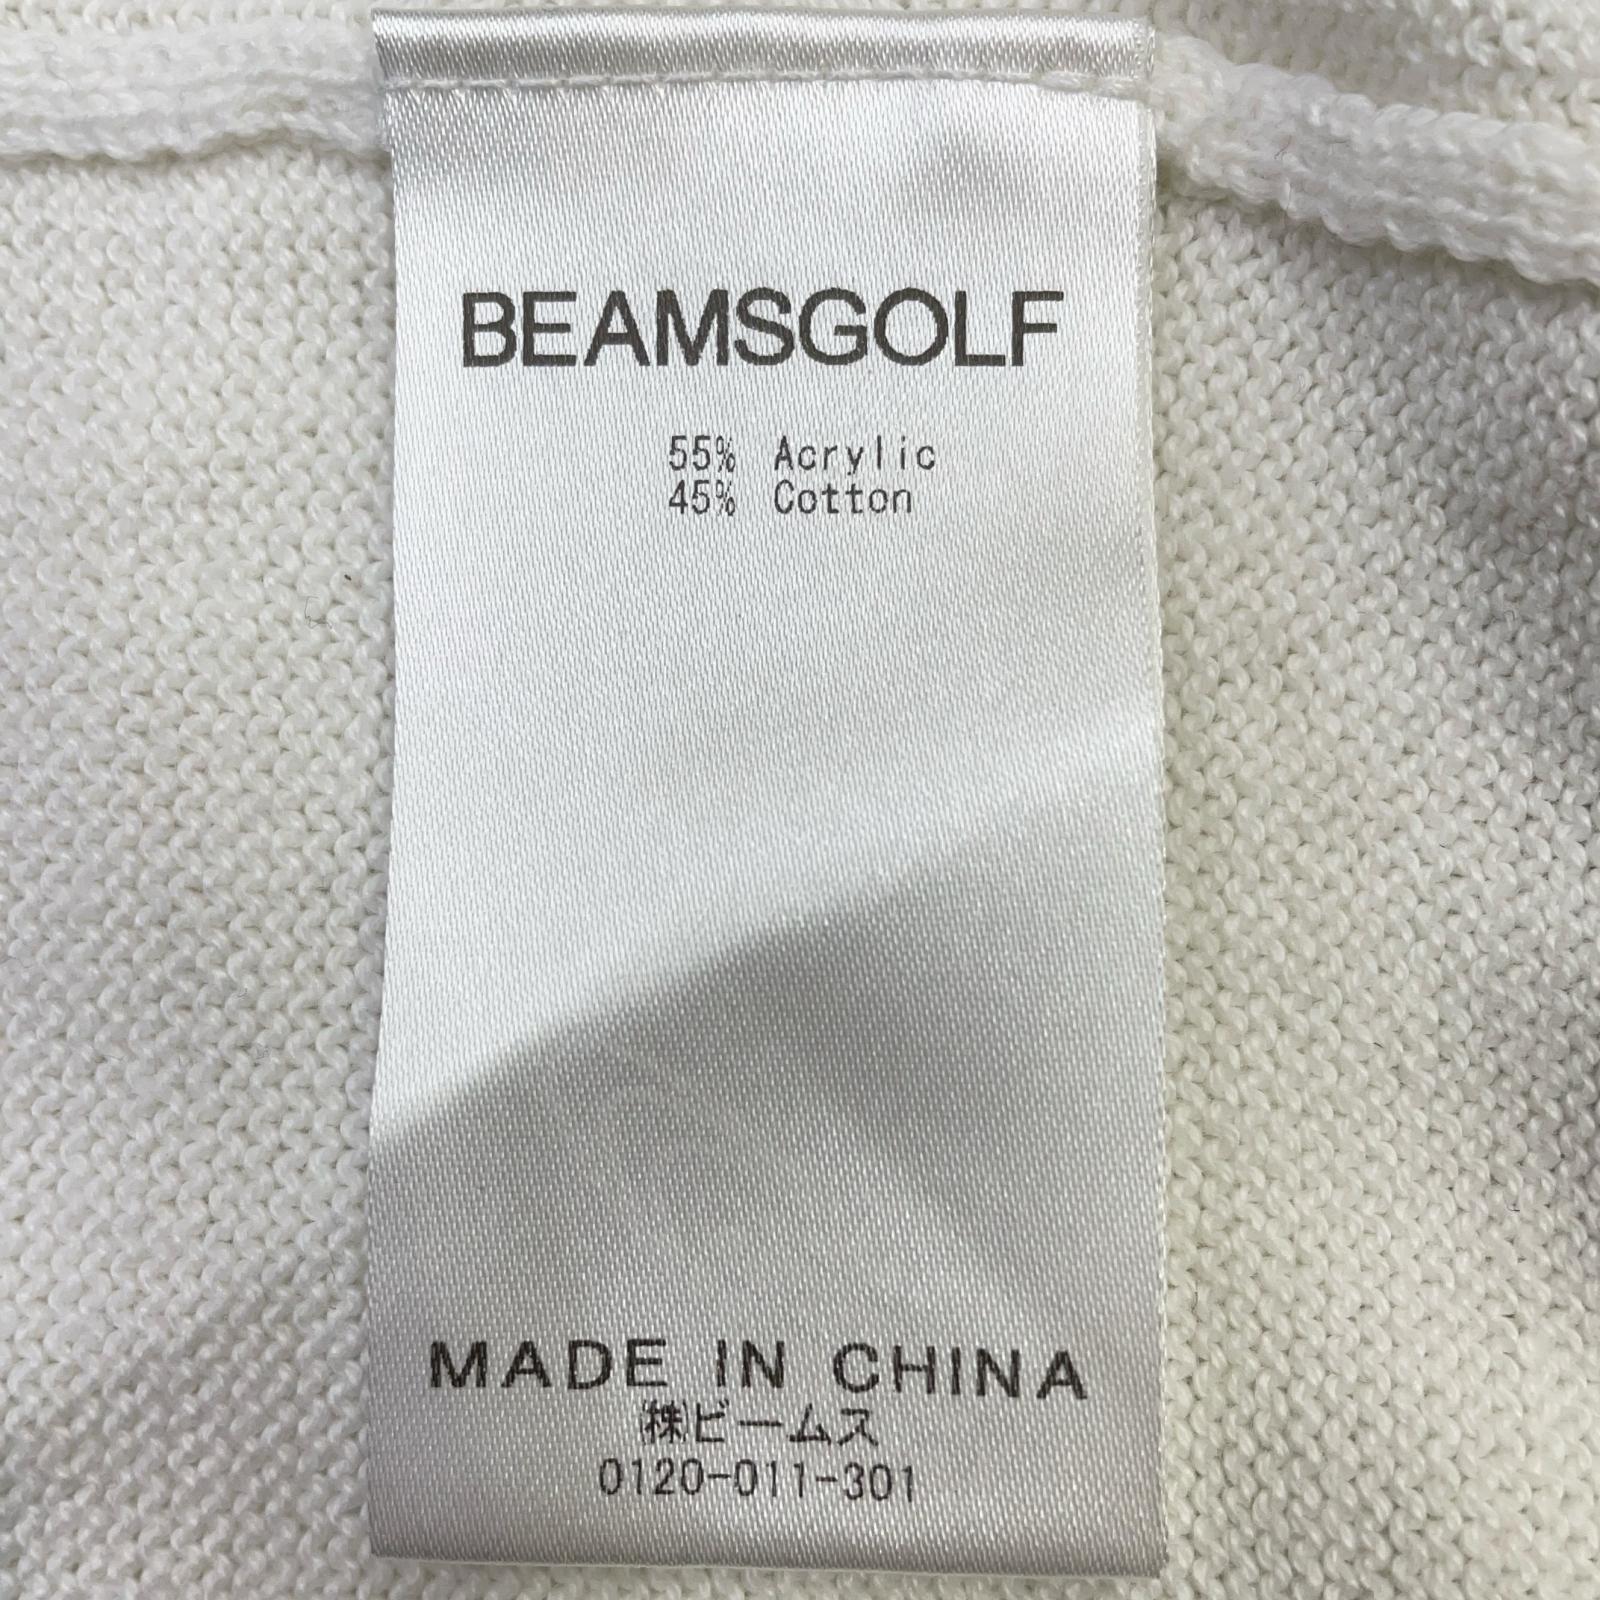 BEAMSGOLF
55% Acrylic
45% Cotton
MADE IN CHINA
㈱ビームス
0120-011-301